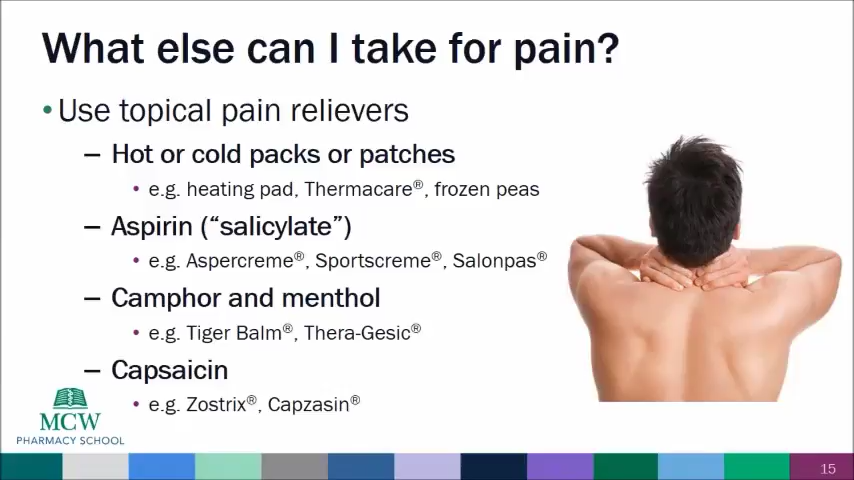 What else can I take for pain?
• Use topical pain relievers
– Hot or cold packs or patches
• e.g. heating pad, Thermacare®, frozen peas
– Aspirin (“salicylate”)
• e.g. Aspercreme®, Sportscreme®, Salonpas®
– Camphor and menthol
• e.g. Tiger Balm®, Thera-Gesic®
– Capsaicin
• e.g. Zostrix®, Capzasin®
MCW
PHARMACY SCHOOL
15